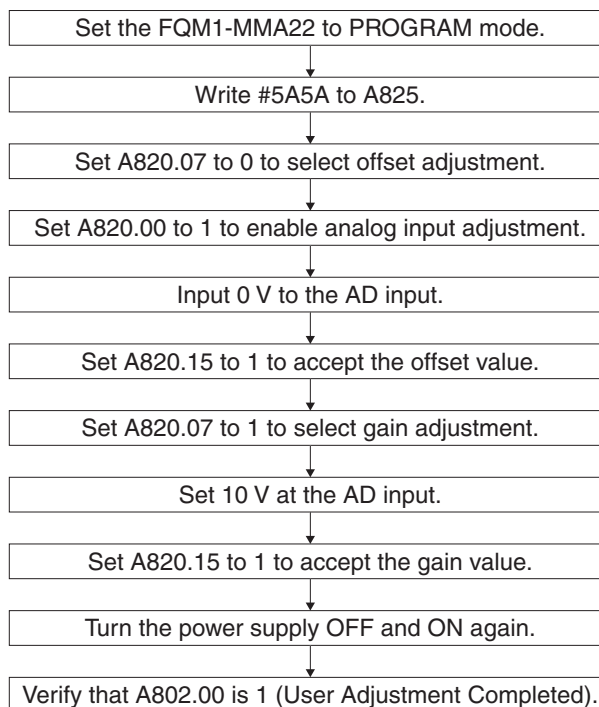 Set the FQM1-MMA22 to PROGRAM mode.
Write #5A5A to A825.
Set A820.07 to 0 to select offset adjustment.
Set A820.00 to 1 to enable analog input adjustment.
Input 0 V to the AD input.
Set A820.15 to 1 to accept the offset value.
Set A820.07 to 1 to select gain adjustment.
Set 10 V at the AD input.
Set A820.15 to 1 to accept the gain value.
Turn the power supply OFF and ON again.
Verify that A802.00 is 1 (User Adjustment Completed).